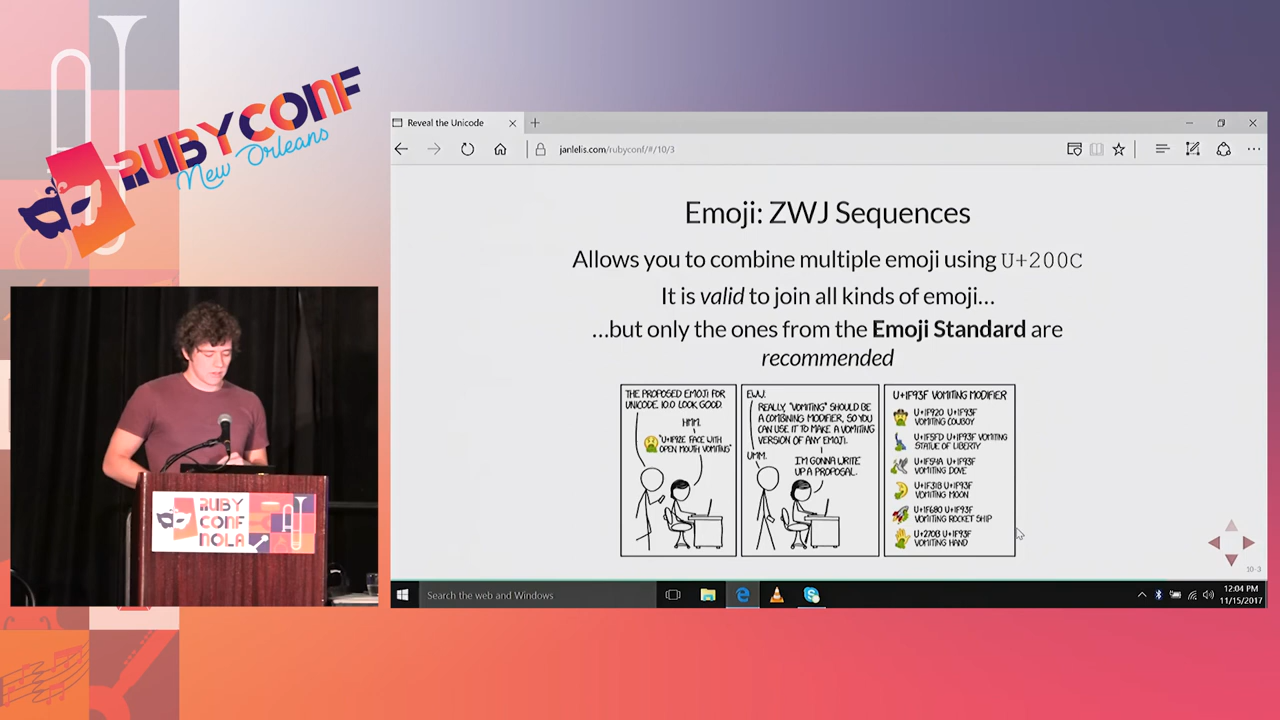 RUBYCONF
New Orleans
Reveal the Unicode
janlelis.com/rubyconf/#/10/3
Emoji: ZWJ Sequences
Allows you to combine multiple emoji using U+200C
It is valid to join all kinds of emoji...
...but only the ones from the Emoji Standard are
recommended
THE PROPOSED EMOJI FOR
UNICODE 10.0 LOOK GOOD.
HMM.
"U+1F92E FACE WITH
OPEN MOUTH VOMITING"
EWW.
REALLY, "VOMITING" SHOULD BE
A COMBINING MODIFIER, SO YOU
CAN USE IT TO MAKE A VOMITING
VERSION OF ANY EMOJI.
UMM.
I'M GONNA WRITE
UP A PROPOSAL.
U+1F93F VOMITING MODIFIER
U+1F920 U+1F93F
VOMITING COWBOY
U+1F5FD U+1F93F VOMITING
STATUE OF LIBERTY
U+1F54A U+1F93F
VOMITING DOVE
U+1F31B U+1F93F
VOMITING MOON
U+1F680 U+1F93F
VOMITING ROCKET SHIP
U+270B U+1F93F
VOMITING HAND
10-3
Search the web and Windows
12:04 PM
11/15/2017
RUBY
CONF
NOLA